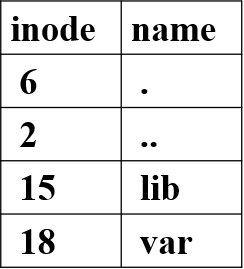 inode name
6 .
2 ..
15 lib
18 var